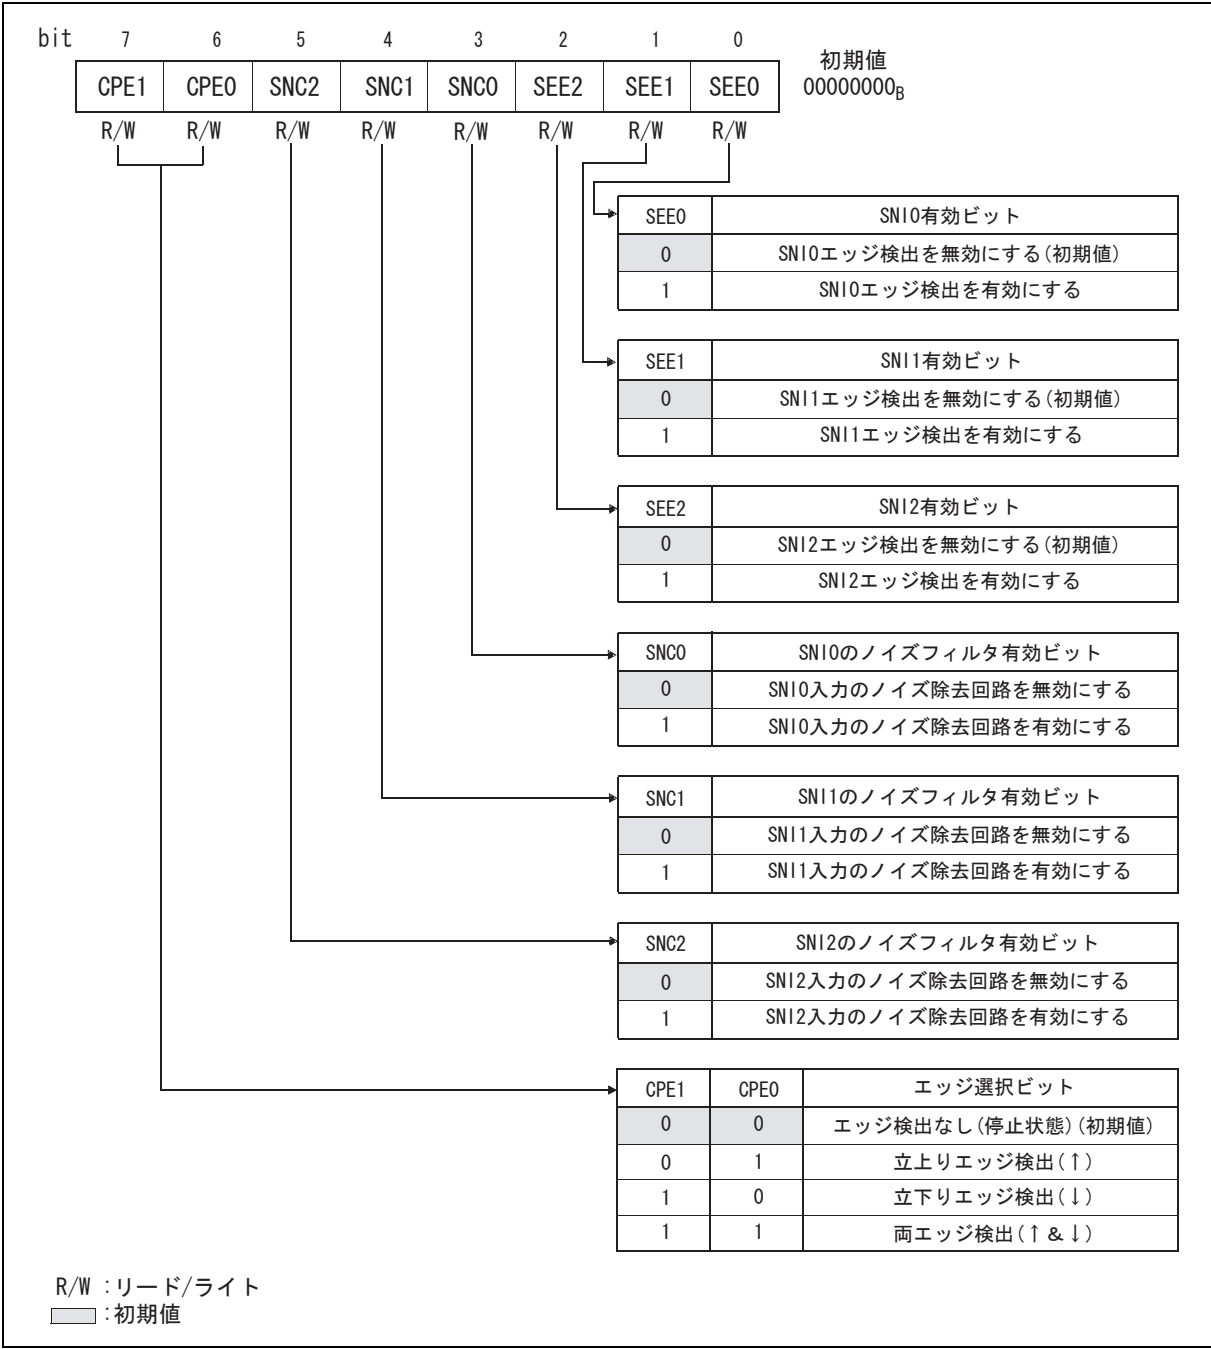 bit 7 6 5 4 3 2 1 0
初期値
CPE1 CPE0 SNC2 SNC1 SNC0 SEE2 SEE1 SEE0 00000000B
R/W R/W R/W R/W R/W R/W R/W R/W
SEE0 SNI0有効ビット
0 SNI0エッジ検出を無効にする(初期値)
1 SNI0エッジ検出を有効にする
SEE1 SNI1有効ビット
0 SNI1エッジ検出を無効にする(初期値)
1 SNI1エッジ検出を有効にする
SEE2 SNI2有効ビット
0 SNI2エッジ検出を無効にする(初期値)
1 SNI2エッジ検出を有効にする
SNC0 SNI0のノイズフィルタ有効ビット
0 SNI0入力のノイズ除去回路を無効にする
1 SNI0入力のノイズ除去回路を有効にする
SNC1 SNI1のノイズフィルタ有効ビット
0 SNI1入力のノイズ除去回路を無効にする
1 SNI1入力のノイズ除去回路を有効にする
SNC2 SNI2のノイズフィルタ有効ビット
0 SNI2入力のノイズ除去回路を無効にする
1 SNI2入力のノイズ除去回路を有効にする
CPE1 CPE0 エッジ選択ビット
0 0 エッジ検出なし(停止状態)(初期値)
0 1 立上りエッジ検出(↑)
1 0 立下りエッジ検出(↓)
1 1 両エッジ検出(↑&↓)
R/W :リード/ライト
:初期値